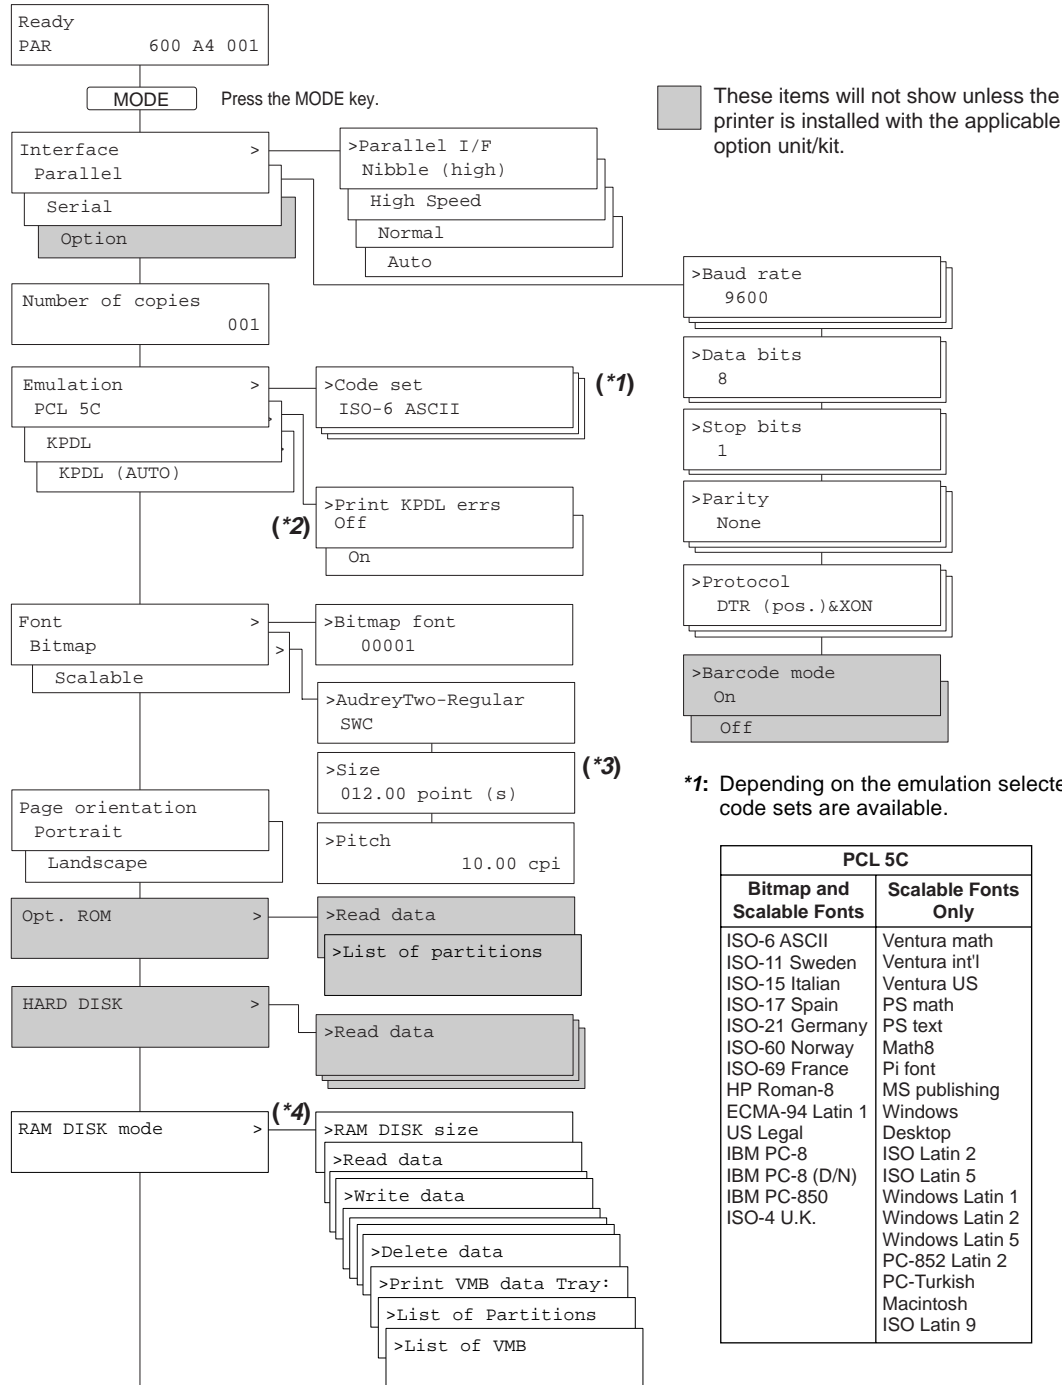 Ready
PAR 600 A4 001
MODE Press the MODE key.
These items will not show unless the
printer is installed with the applicable
option unit/kit.
Interface >
Parallel
Serial
Option
>Parallel I/F
Nibble (high)
High Speed
Normal
Auto
>Baud rate
9600
>Data bits
8
>Stop bits
1
>Parity
None
>Protocol
DTR (pos.)&XON
>Barcode mode
On
Off
Number of copies
001
Emulation >
PCL 5C
KPDL
KPDL (AUTO)
>Code set
ISO-6 ASCII
(*1)
(*2)
>Print KPDL errs
Off
On
Font >
Bitmap >
Scalable
>
>Bitmap font
00001
>AudreyTwo-Regular
SWC
>Size
012.00 point (s)
(*3)
>Pitch
10.00 cpi
Page orientation
Portrait
Landscape
Opt. ROM >
>Read data
>List of partitions
HARD DISK >
>Read data
RAM DISK mode >
(*4)
>RAM DISK size
>Read data
>Write data
>Delete data
>Print VMB data Tray:
>List of Partitions
>List of VMB
*1: Depending on the emulation selecte
code sets are available.
PCL 5C
Bitmap and
Scalable Fonts
Scalable Fonts
Only
ISO-6 ASCII
ISO-11 Sweden
ISO-15 Italian
ISO-17 Spain
ISO-21 Germany
ISO-60 Norway
ISO-69 France
HP Roman-8
ECMA-94 Latin 1
US Legal
IBM PC-8
IBM PC-8 (D/N)
IBM PC-850
ISO-4 U.K.
Ventura math
Ventura int'l
Ventura US
PS math
PS text
Math8
Pi font
MS publishing
Windows
Desktop
ISO Latin 2
ISO Latin 5
Windows Latin 1
Windows Latin 2
Windows Latin 5
PC-852 Latin 2
PC-Turkish
Macintosh
ISO Latin 9